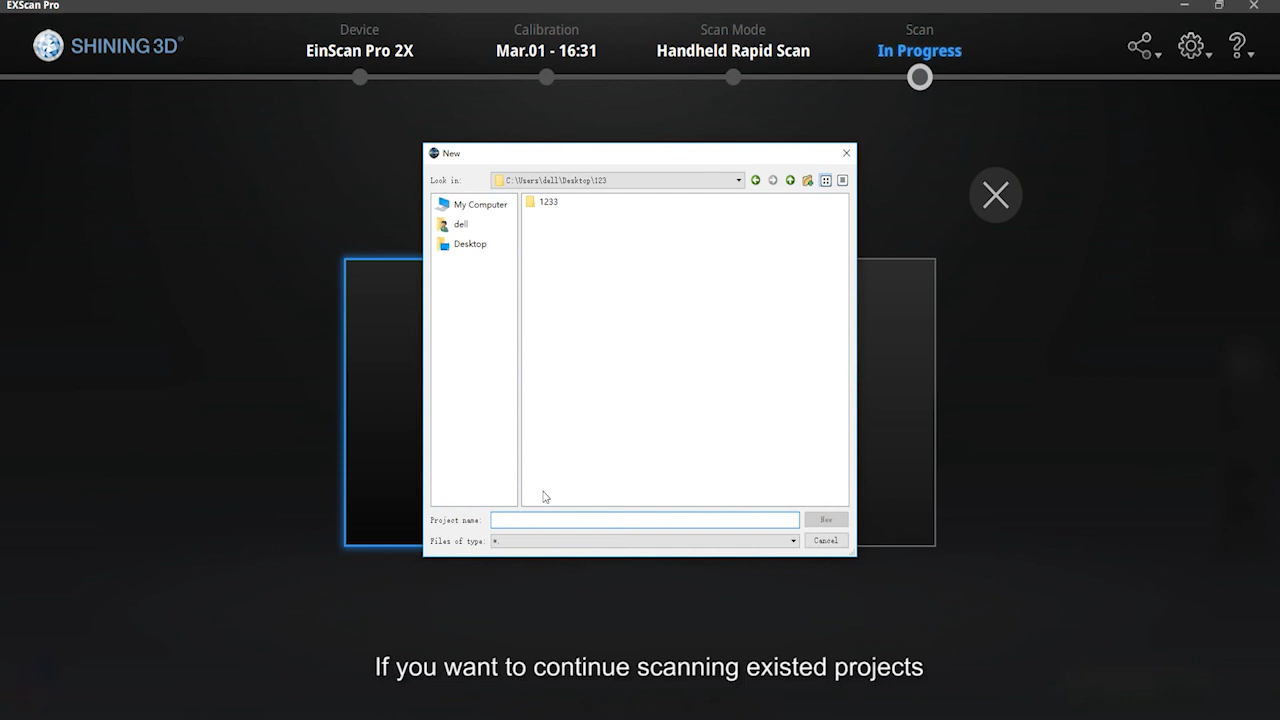 EXScan Pro
SHINING 3D®
Device
EinScan Pro 2X
Calibration
Mar.01 - 16:31
Scan Mode
Handheld Rapid Scan
Scan
In Progress
New
Look in:
C:\Users\dell\Desktop\123
My Computer
dell
Desktop
1233
Project name:
New
Files of type:
*.
Cancel
If you want to continue scanning existed projects